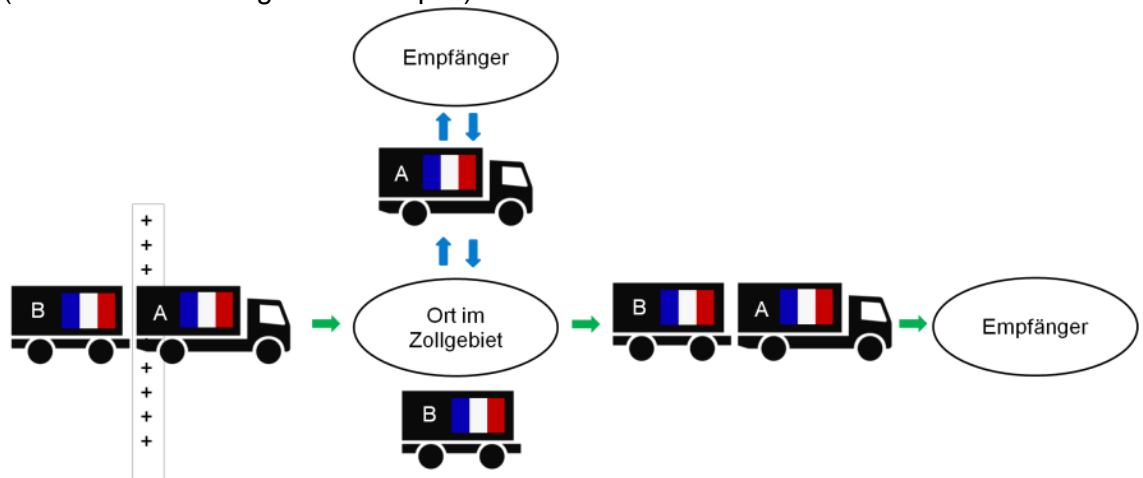 Empfänger
A
+
+
+
B
A
Ort im
Zollgebiet
B
A
Empfänger
+
+
+
+
B